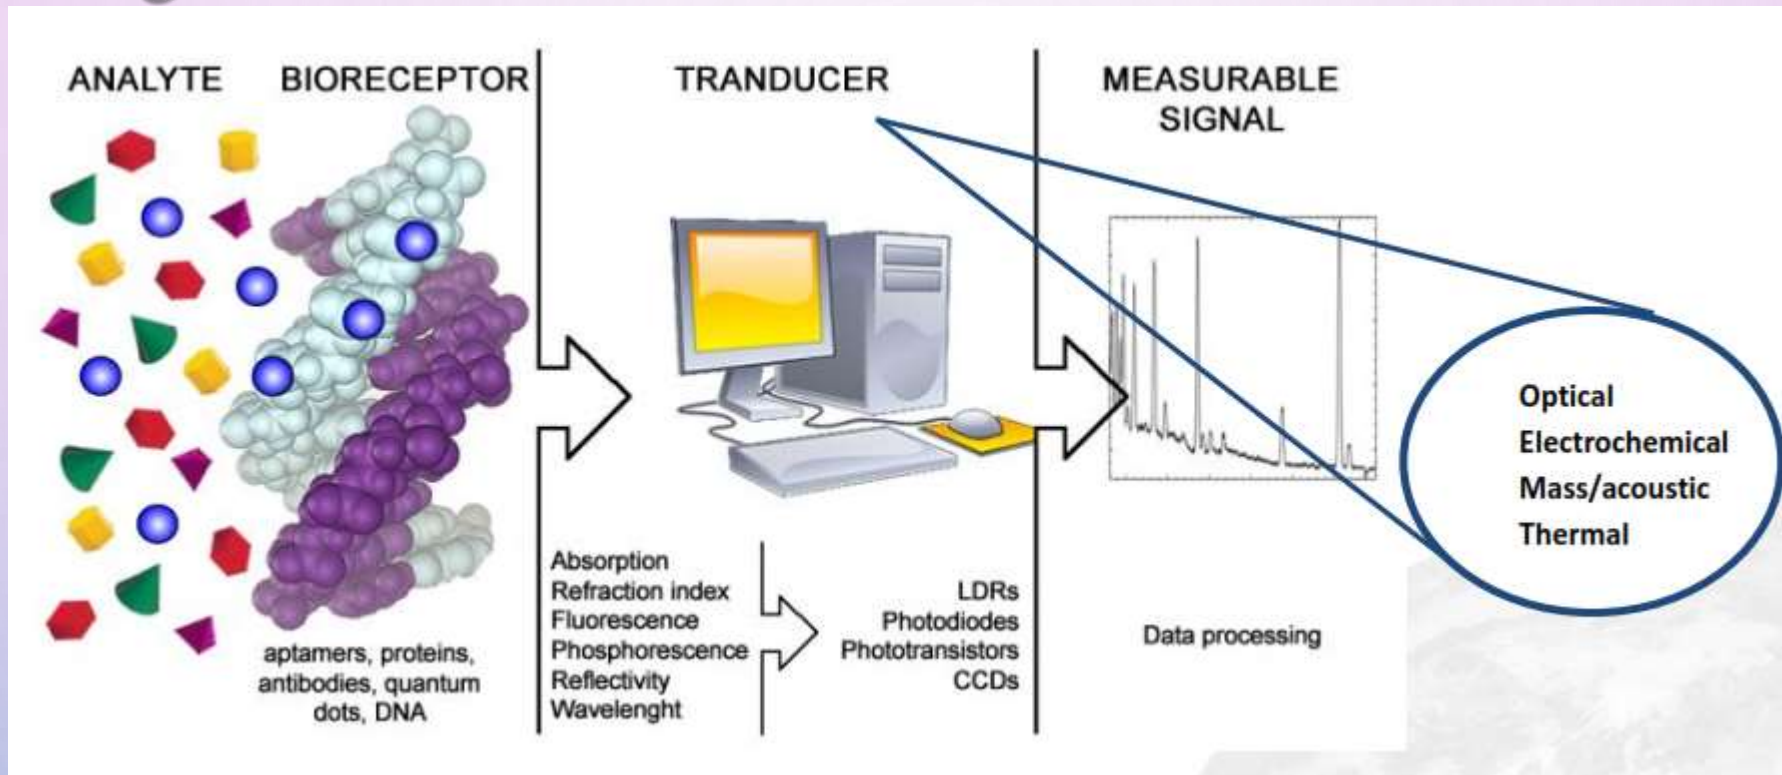 ANALYTE
BIORECEPTOR
aptamers, proteins,
antibodies, quantum
dots, DNA
TRANDUCER
Absorption
Refraction index
Fluorescence
Phosphorescence
Reflectivity
Wavelenght
LDRs
Photodiodes
Phototransistors
CCDs
MEASURABLE
SIGNAL
Data processing
Optical
Electrochemical
Mass/acoustic
Thermal